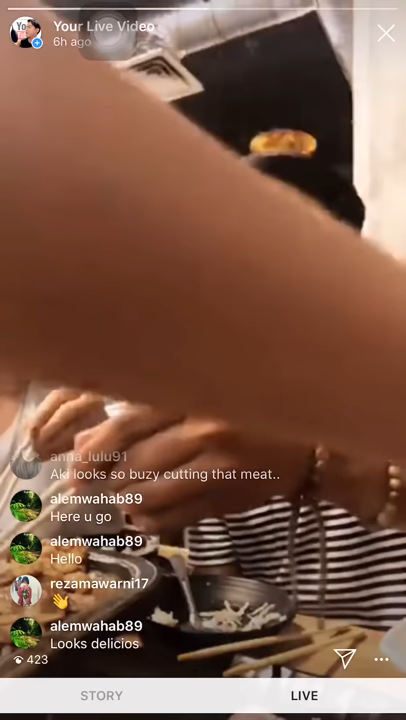 Your Live Video
6h ago
anna_lulu91
Aki looks so buzy cutting that meat..
alemwahab89
Here u go
alemwahab89
Hello
rezamawarni17
👋
alemwahab89
Looks delicios
423
STORY
LIVE